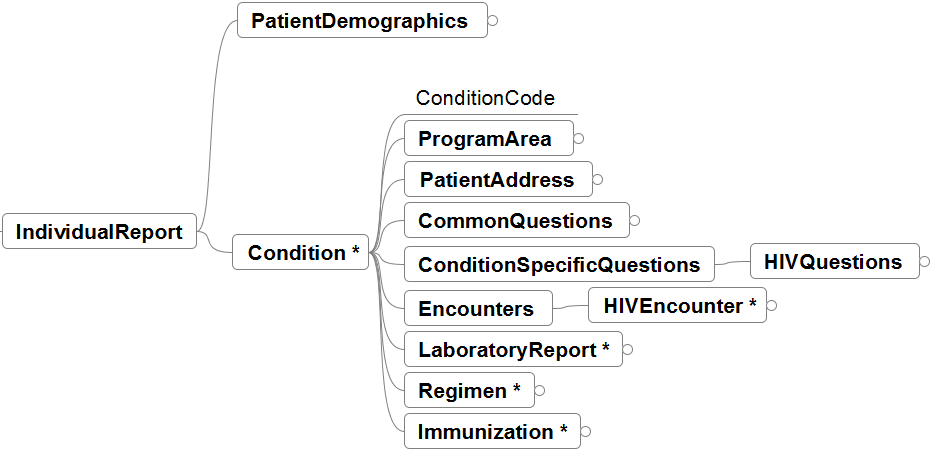 PatientDemographics
ConditionCode
ProgramArea
PatientAddress
CommonQuestions
IndividualReport
Condition *
ConditionSpecificQuestions
HIVQuestions
Encounters
HIVEncounter *
LaboratoryReport *
Regimen *
Immunization *